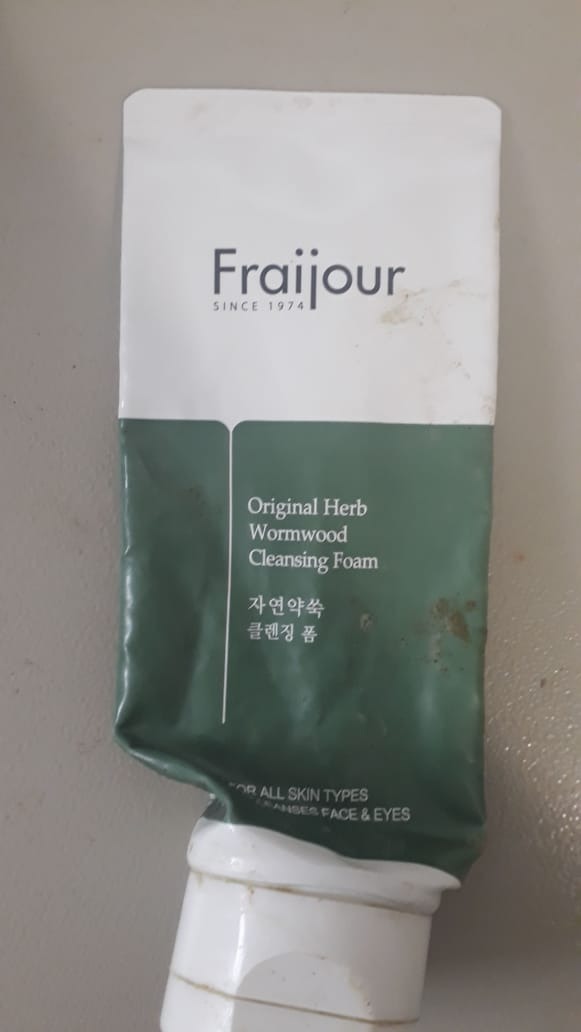 Fraijour
SINCE 1974
Original Herb
Wormwood
Cleansing Foam
자연약쑥
클렌징 폼
FOR ALL SKIN TYPES
CLEANSES FACE & EYES